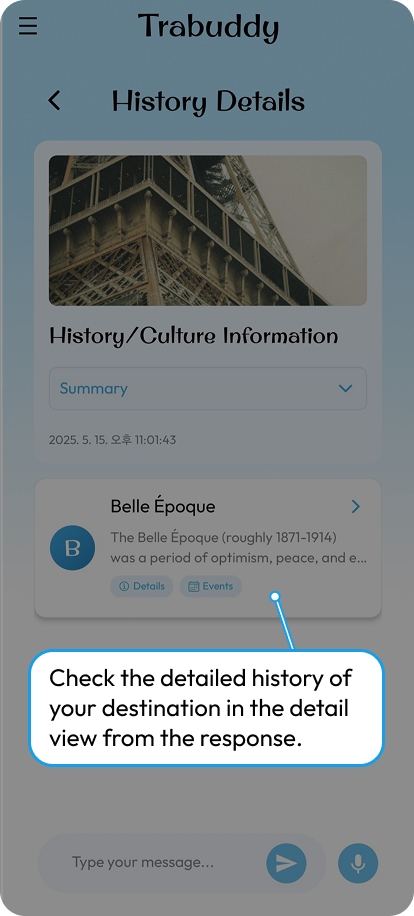 Trabuddy
History Details
History/Culture Information
Summary
2025. 5. 15. 오후 11:01:43
Belle Époque
B
The Belle Époque (roughly 1871-1914)
was a period of optimism, peace, and e...
Details Events
Check the detailed history of
your destination in the detail
view from the response.
Type your message...